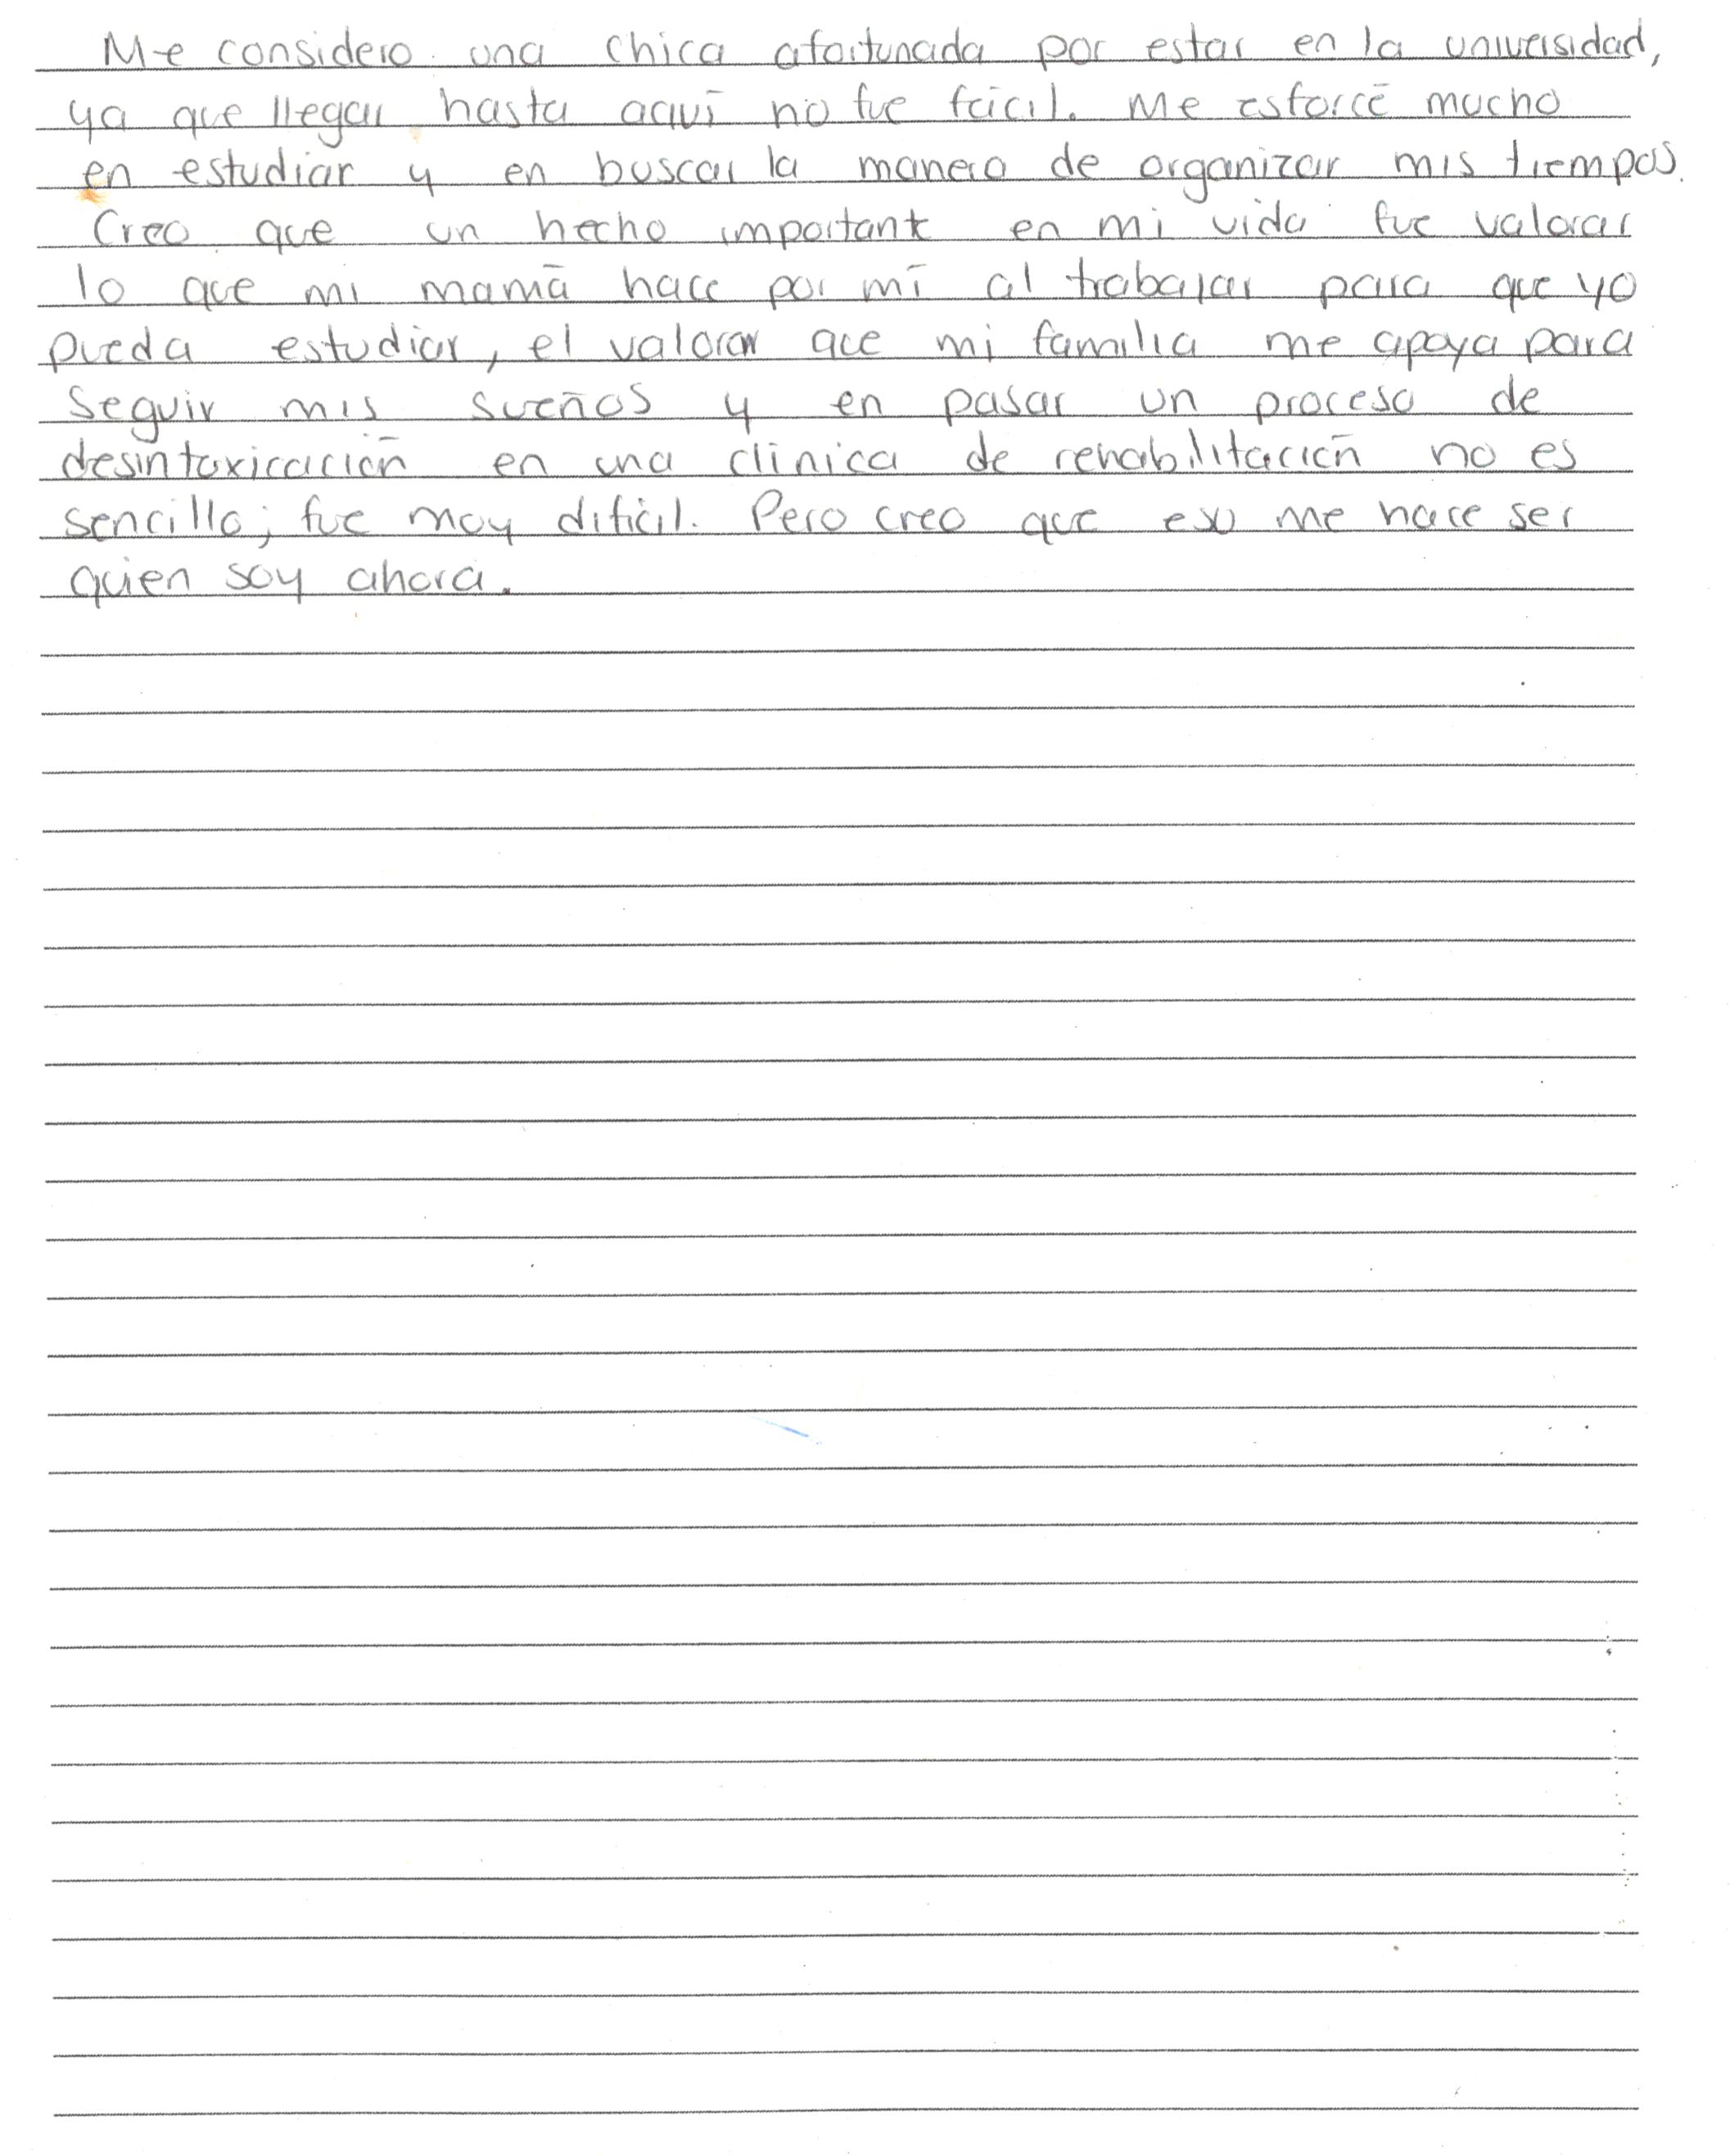 Me considero una chica afortunada por estar en la universidad,
ya que llegar hasta aquí no fue fácil. Me esforcé mucho
en estudiar y en buscar la manera de organizar mis tiempos.
Creo que un hecho important en mi vida fue valorar
lo que mi mamá hace por mí al trabajar para que yo
pueda estudiar, el valorar que mi familia me apoya para
seguir mis sueños y en pasar un proceso de
desintoxicación en una clínica de rehabilitación no es
sencillo; fue muy difícil. Pero creo que eso me hace ser
quien soy ahora.